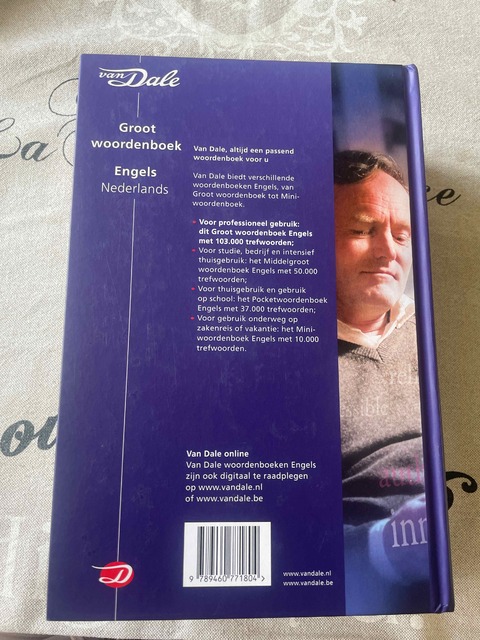 van Dale
Groot
woordenboek
Engels
Nederlands
Van Dale, altijd een passend
woordenboek voor u
Van Dale biedt verschillende
woordenboeken Engels, van
Groot woordenboek tot Mini-
woordenboek.
Voor professioneel gebruik:
dit Groot woordenboek Engels
met 103.000 trefwoorden;
Voor studie, bedrijf en intensief
thuisgebruik: het Middelgroot
woordenboek Engels met 50.000
trefwoorden;
Voor thuisgebruik en gebruik
op school: het Pocketwoordenboek
Engels met 37.000 trefwoorden;
Voor gebruik onderweg op
zakenreis of vakantie: het Mini-
woordenboek Engels met 10.000
trefwoorden.
Van Dale online
Van Dale woordenboeken Engels
zijn ook digitaal te raadplegen
op www.vandale.nl
of www.vandale.be
9 789460 771804 >
www.vandale.nl
www.vandale.be
D
La